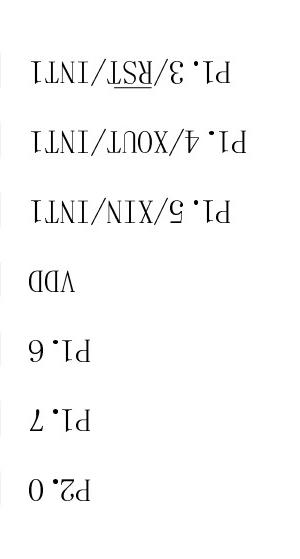 P2.0
P1.7
P1.6
VDD
P1.5/XIN/INT1
P1.4/XOUT/INT1
P1.3/RST/INT1